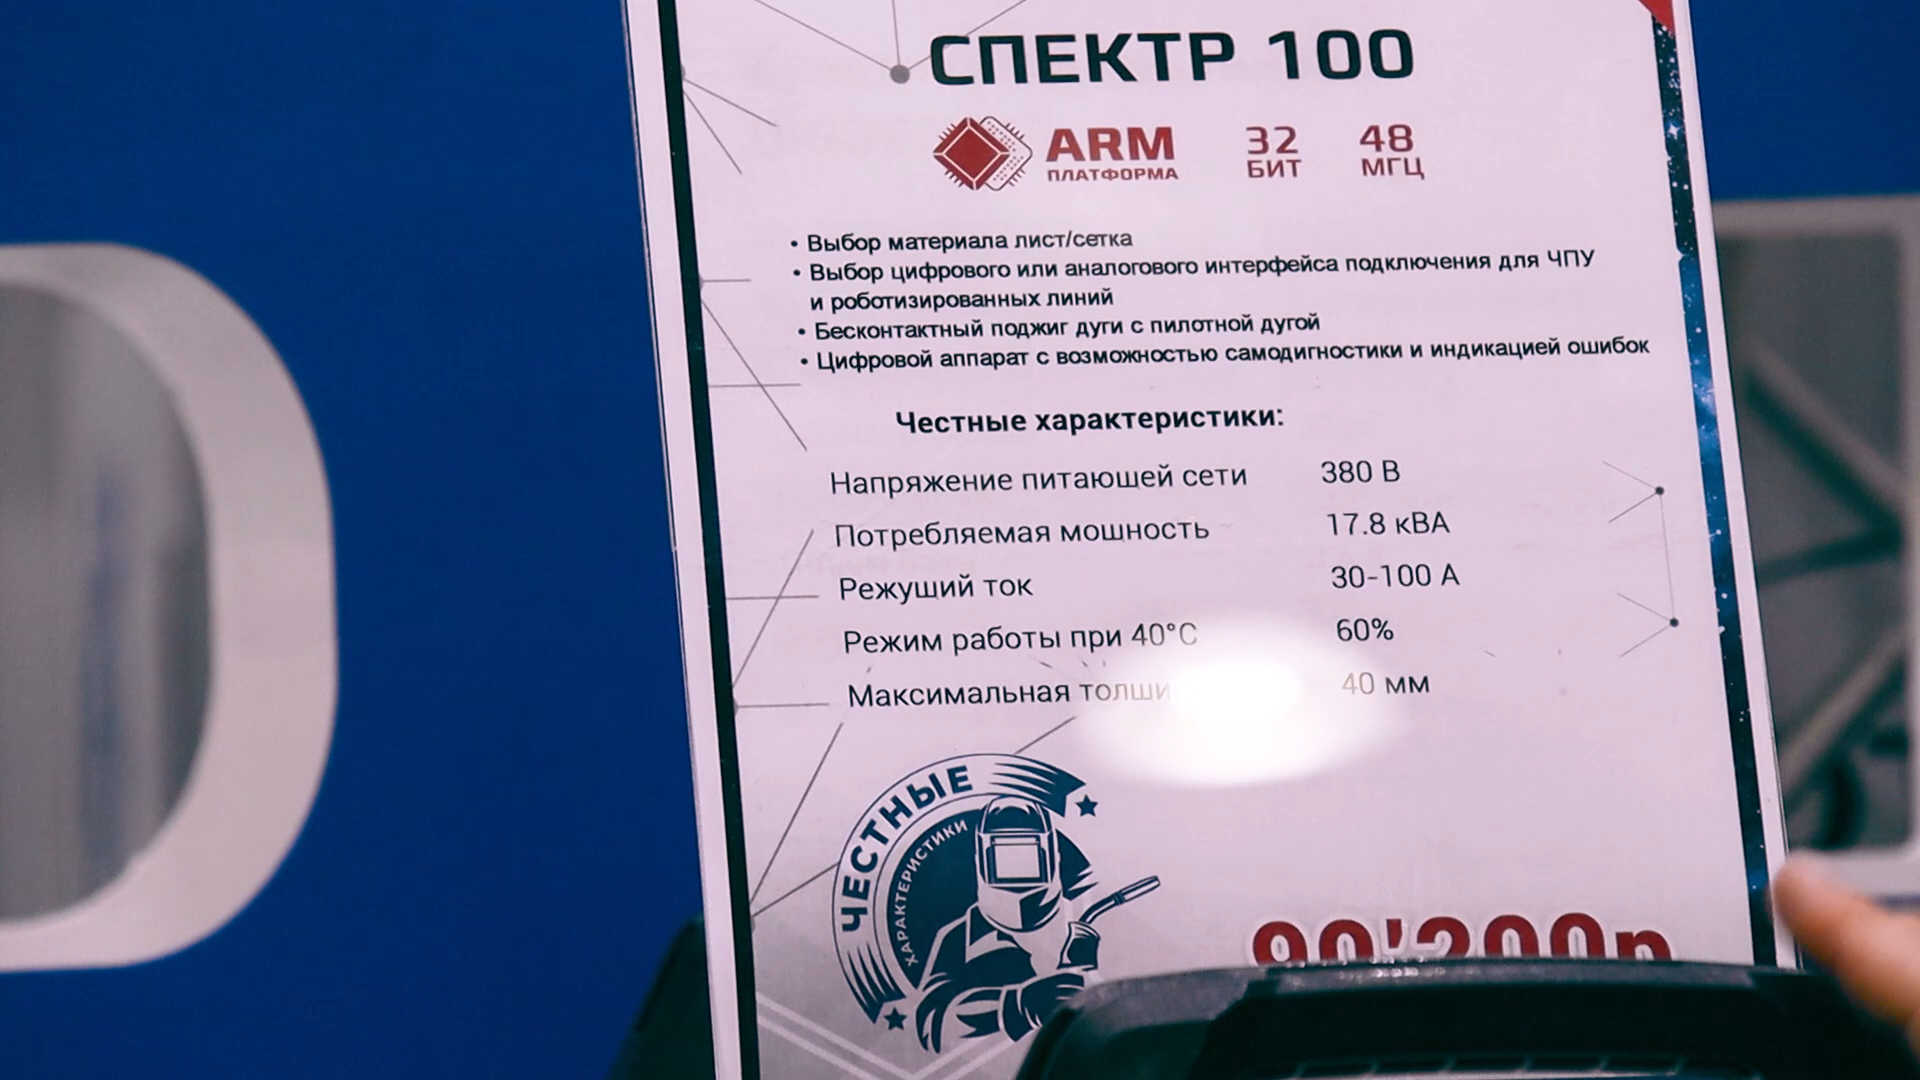 СПЕКТР 100
ARM
ПЛАТФОРМА
32
БИТ
48
МГЦ
• Выбор материала лист/сетка
• Выбор цифрового или аналогового интерфейса подключения для ЧПУ
и роботизированных линий
• Бесконтактный поджиг дуги с пилотной дугой
• Цифровой аппарат с возможностью самодигностики и индикацией ошибок
Честные характеристики:
Напряжение питающей сети 380 В
Потребляемая мощность 17.8 кВА
Режущий ток 30-100 А
Режим работы при 40°C 60%
Максимальная 40 мм
ЧЕСТНЫЕ
ХАРАКТЕРИСТИКИ